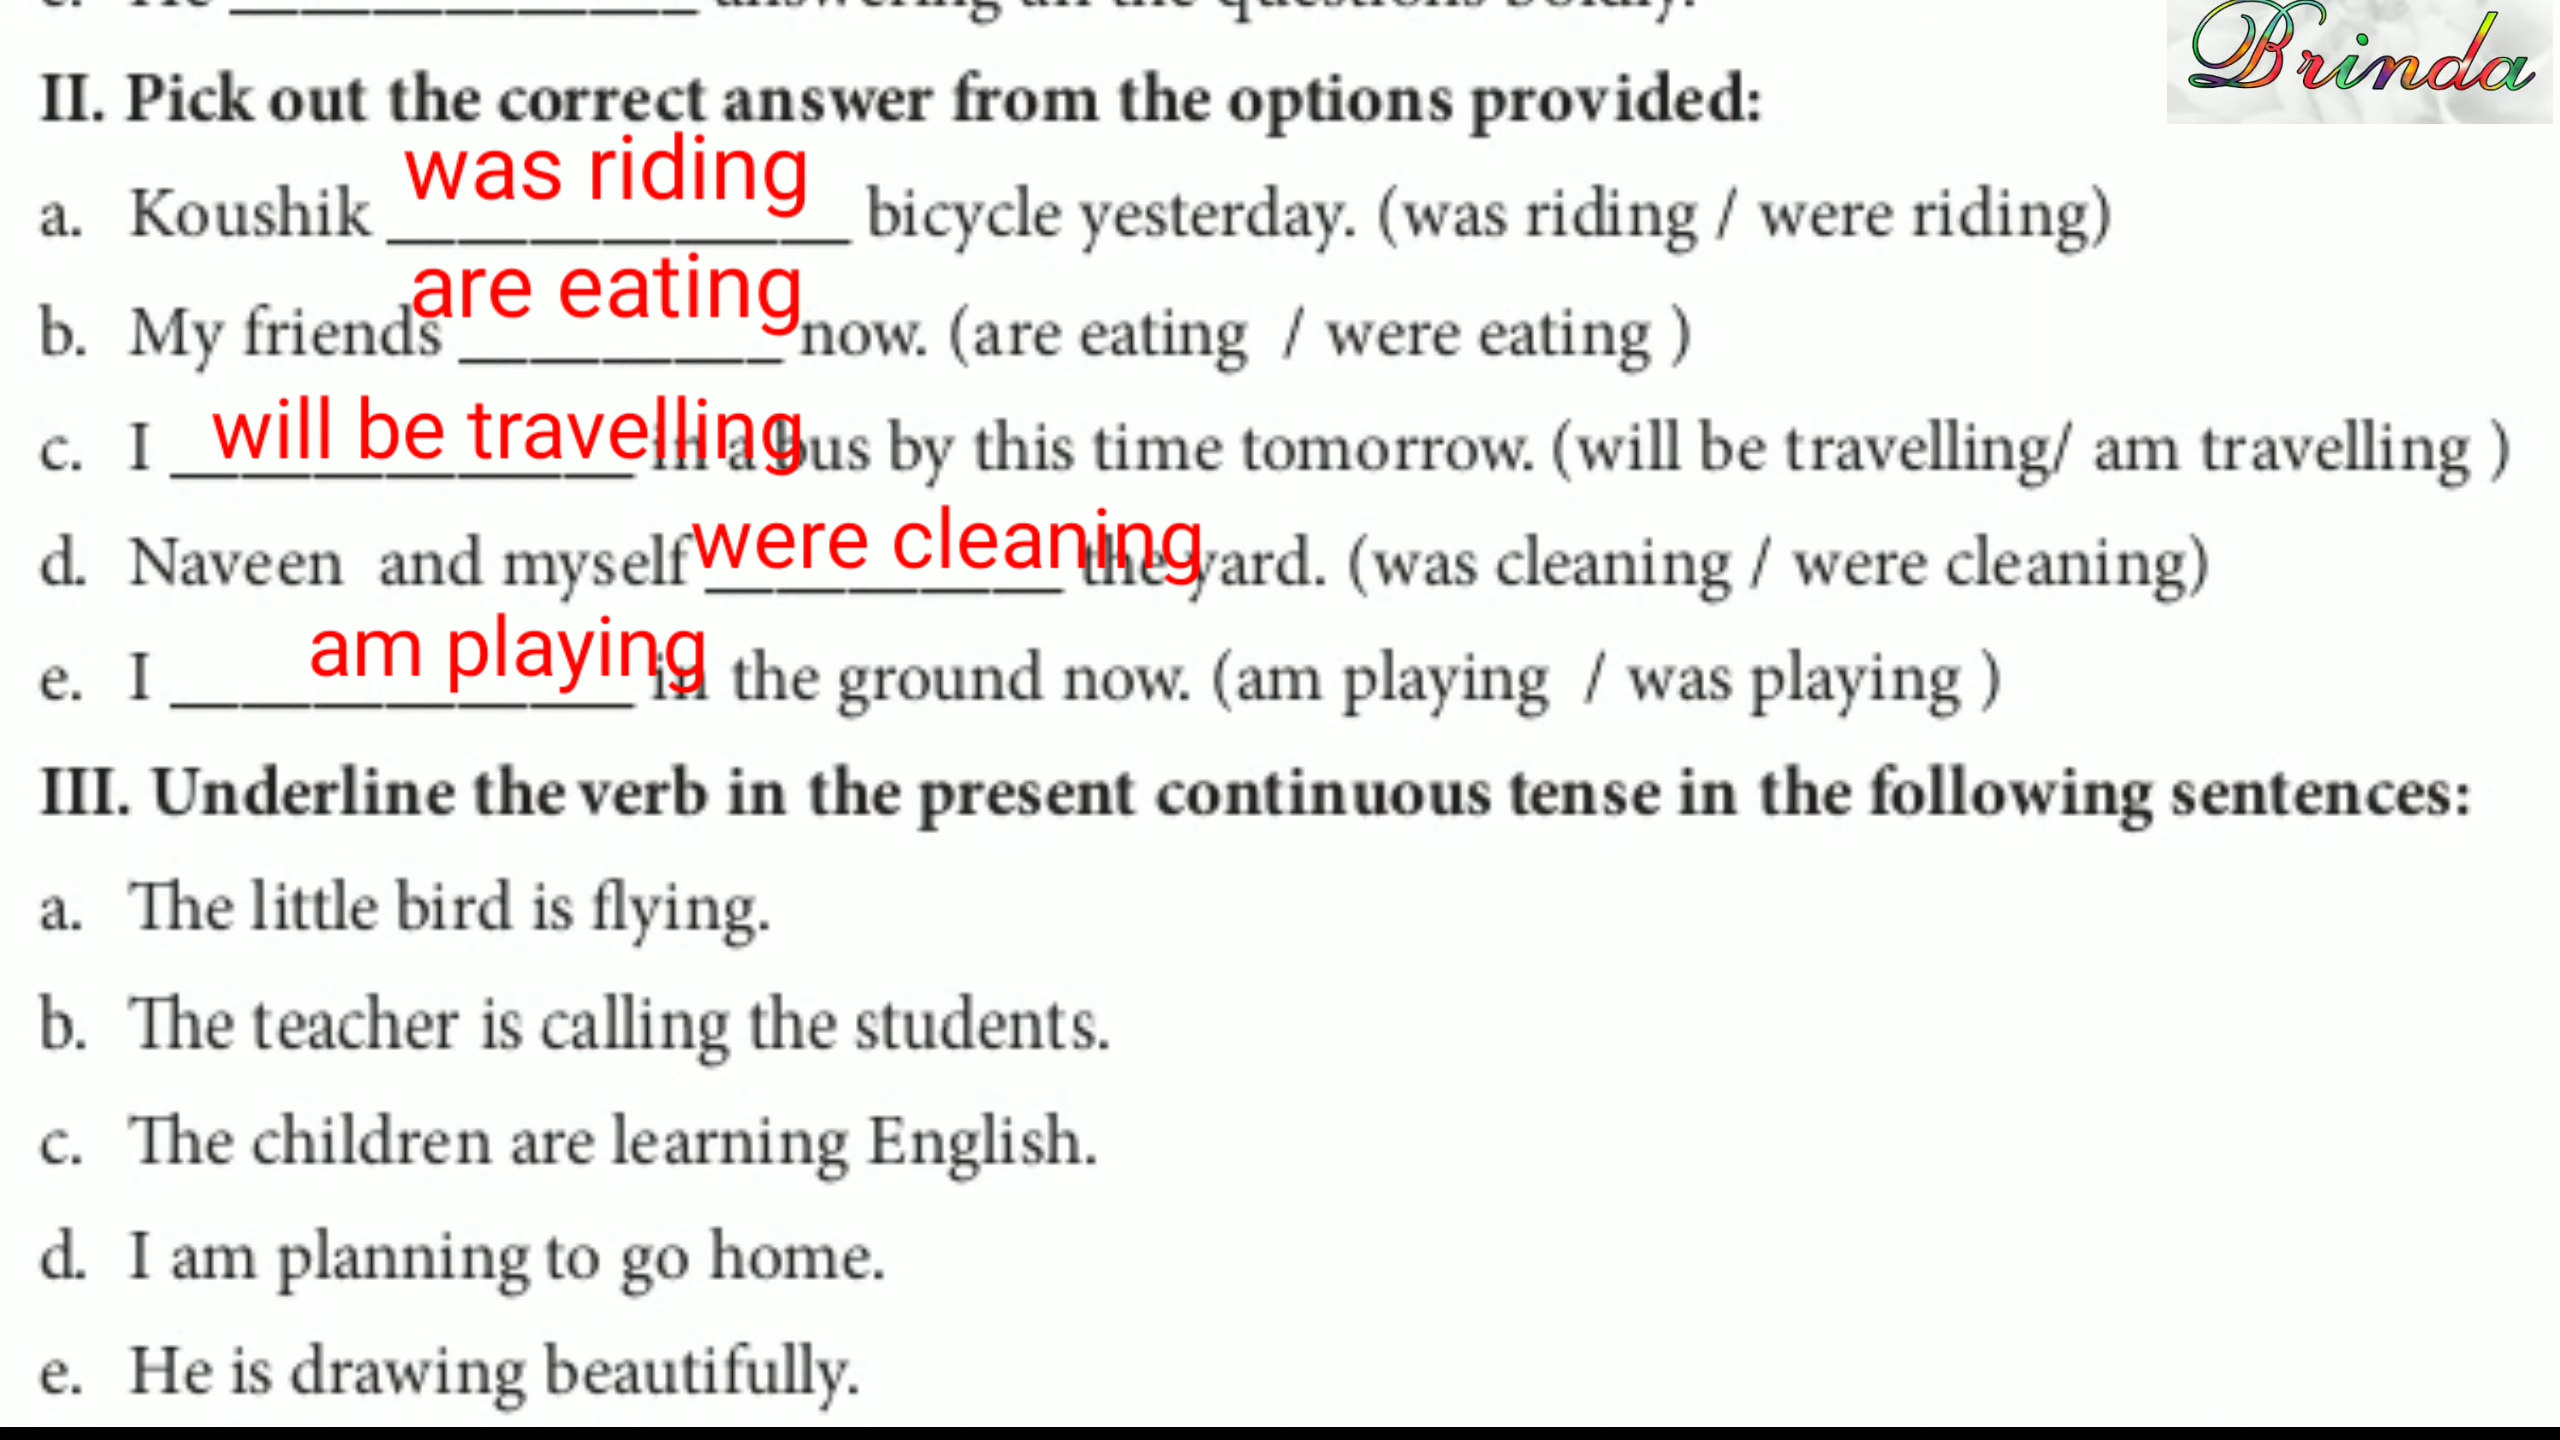 answering all the questions boldly.
Brinda
II. Pick out the correct answer from the options provided:
a. Koushik was riding bicycle yesterday. (was riding / were riding)
b. My friends are eating now. (are eating / were eating )
c. I will be travelling in a bus by this time tomorrow. (will be travelling/ am travelling )
d. Naveen and myself were cleaning the yard. (was cleaning / were cleaning)
e. I am playing in the ground now. (am playing / was playing )
III. Underline the verb in the present continuous tense in the following sentences:
a. The little bird is flying.
b. The teacher is calling the students.
c. The children are learning English.
d. I am planning to go home.
e. He is drawing beautifully.